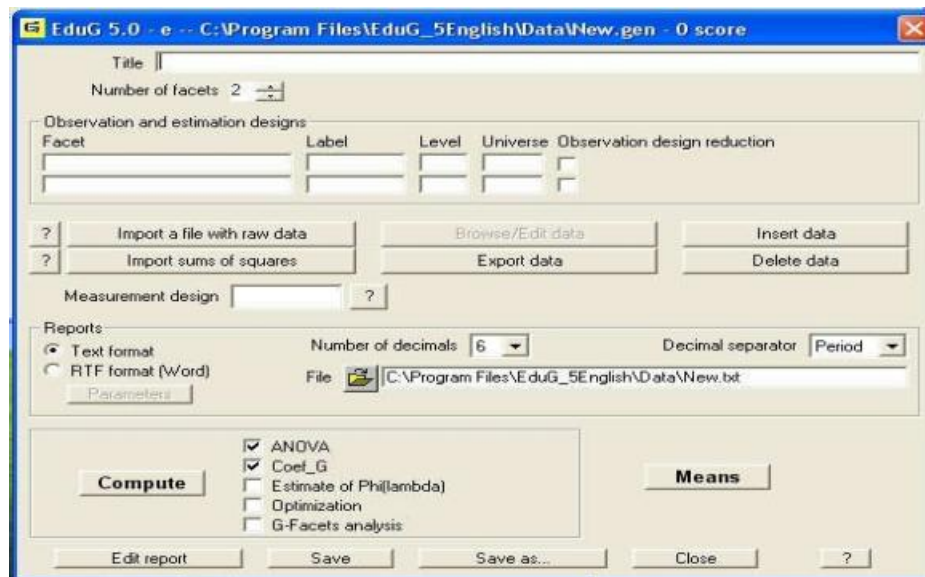 G EduG 5.0 - e -- C:\Program Files\EduG_5English\Data\New.gen - 0 score
Title
Number of facets 2
Observation and estimation designs
Facet Label Level Universe Observation design reduction
? Import a file with raw data Browse/Edit data Insert data
? Import sums of squares Export data Delete data
Measurement design ?
Reports
Text format Number of decimals 6 Decimal separator Period
RTF format (Word) File C:\Program Files\EduG_5English\Data\New.txt
Parameters
ANOVA
Coef_G
Compute Estimate of Phi(lambda) Means
Optimization
G-Facets analysis
Edit report Save Save as... Close ?